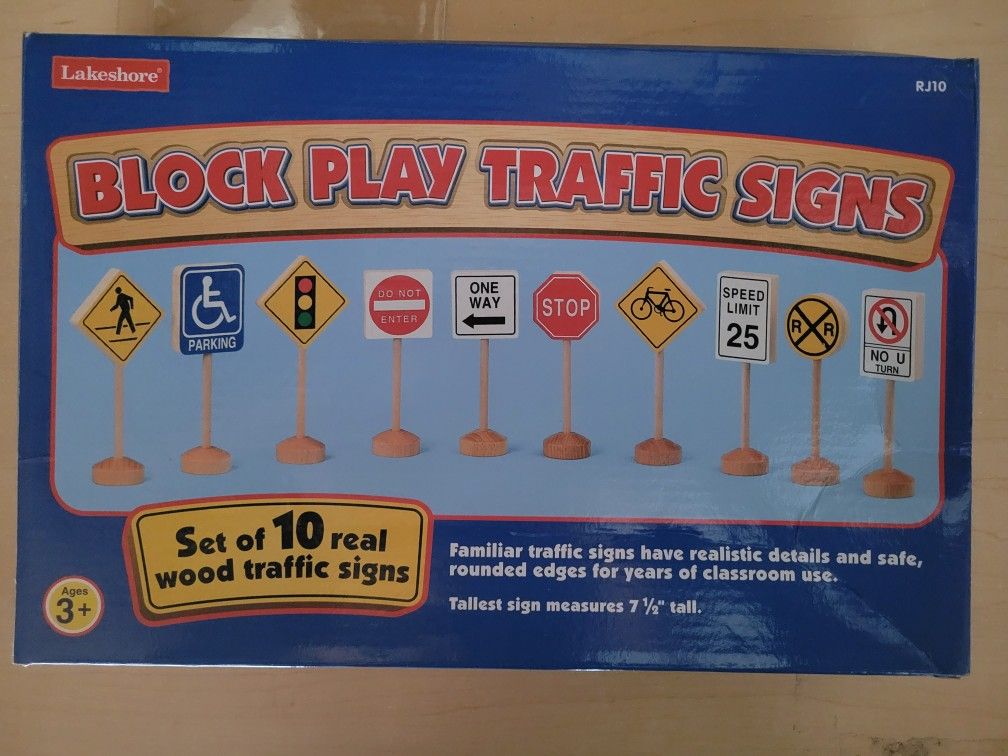 Lakeshore®
RJ10
BLOCK PLAY TRAFFIC SIGNS
PARKING
DO NOT
ENTER
ONE
WAY
STOP
SPEED
LIMIT
25
R R
NO U
TURN
Set of 10 real
wood traffic signs
Ages
3+
Familiar traffic signs have realistic details and safe,
rounded edges for years of classroom use.
Tallest sign measures 7 ½" tall.